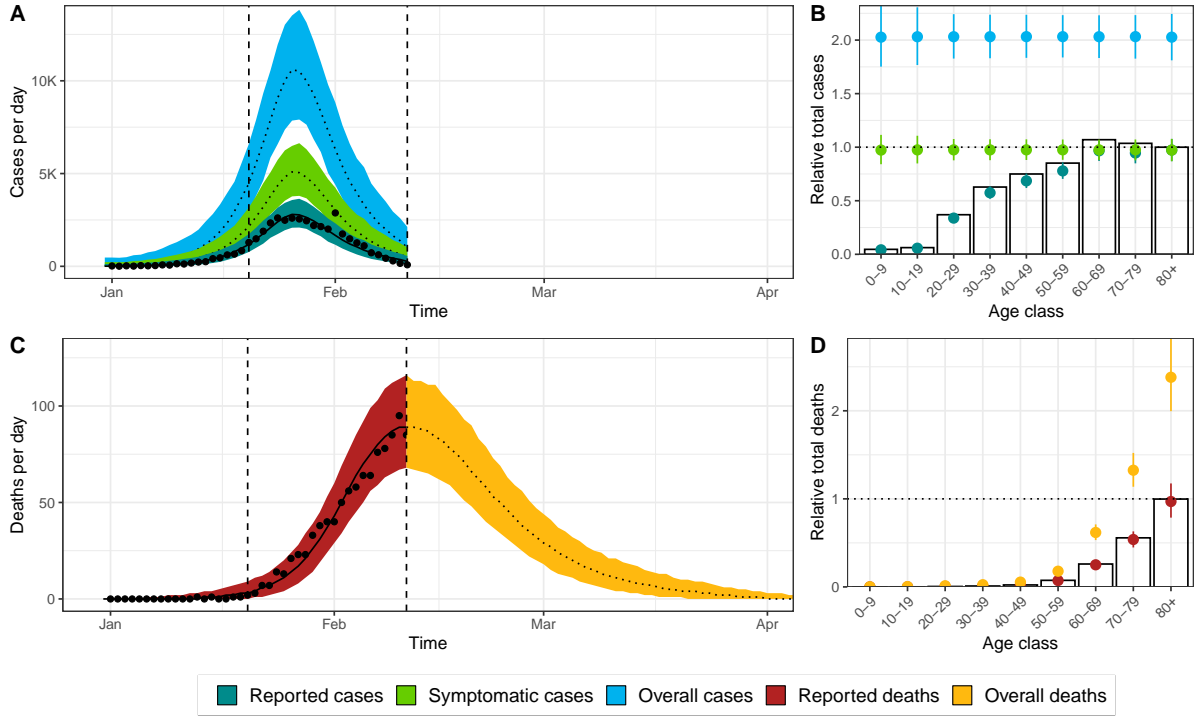 A
Cases per day
10K
5K
0
Jan
Feb
Mar
Apr
Time
B
Relative total cases
2.0
1.5
1.0
0.5
0.0
0−9
10−19
20−29
30−39
40−49
50−59
60−69
70−79
80+
Age class
C
Deaths per day
100
50
0
Jan
Feb
Mar
Apr
Time
D
Relative total deaths
2
1
0
0−9
10−19
20−29
30−39
40−49
50−59
60−69
70−79
80+
Age class
Reported cases
Symptomatic cases
Overall cases
Reported deaths
Overall deaths